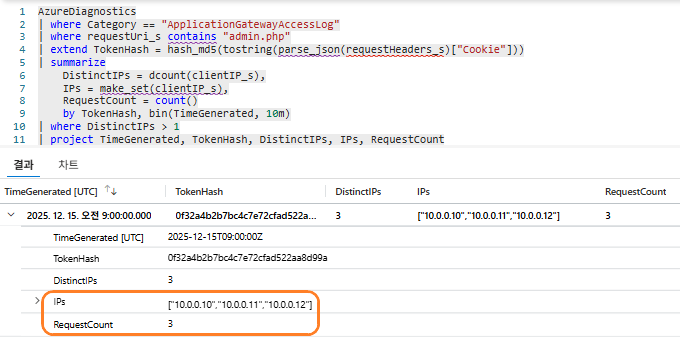 1 AzureDiagnostics
2 | where Category == "ApplicationGatewayAccessLog"
3 | where requestUri_s contains "admin.php"
4 | extend TokenHash = hash_md5(tostring(parse_json(requestHeaders_s)["Cookie"]))
5 | summarize
6 DistinctIPs = dcount(clientIP_s),
7 IPs = make_set(clientIP_s),
8 RequestCount = count()
9 by TokenHash, bin(TimeGenerated, 10m)
10 | where DistinctIPs > 1
11 | project TimeGenerated, TokenHash, DistinctIPs, IPs, RequestCount
결과 차트
TimeGenerated [UTC] ↑↓ TokenHash DistinctIPs IPs RequestCount
2025. 12. 15. 오전 9:00:00.000 0f32a4b2b7bc4c7e72cfad522a... 3 ["10.0.0.10","10.0.0.11","10.0.0.12"] 3
TimeGenerated [UTC] 2025-12-15T09:00:00Z
TokenHash 0f32a4b2b7bc4c7e72cfad522aa8d99a
DistinctIPs 3
IPs ["10.0.0.10","10.0.0.11","10.0.0.12"]
RequestCount 3